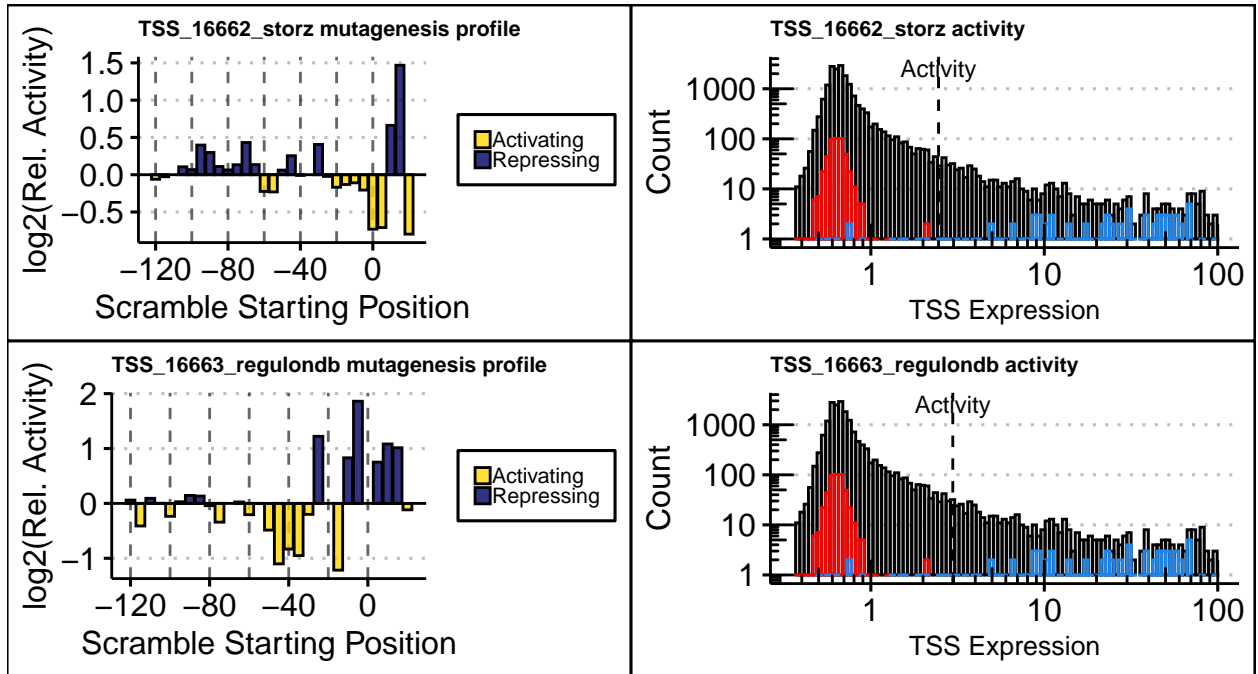 TSS_16662_storz mutagenesis profile
log2(Rel. Activity)
1.5
1.0
0.5
0.0
−0.5
−120
−80
−40
0
Scramble Starting Position
Activating
Repressing
TSS_16662_storz activity
Activity
Count
1000
100
10
1
1
10
100
TSS Expression
TSS_16663_regulondb mutagenesis profile
log2(Rel. Activity)
2
1
0
−1
−120
−80
−40
0
Scramble Starting Position
Activating
Repressing
TSS_16663_regulondb activity
Activity
Count
1000
100
10
1
1
10
100
TSS Expression